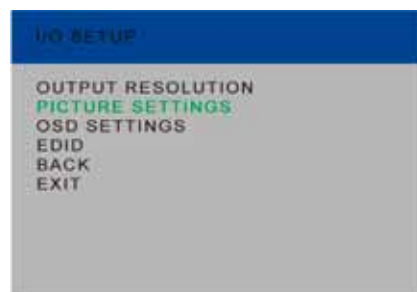 I/O SETUP
OUTPUT RESOLUTION
PICTURE SETTINGS
OSD SETTINGS
EDID
BACK
EXIT